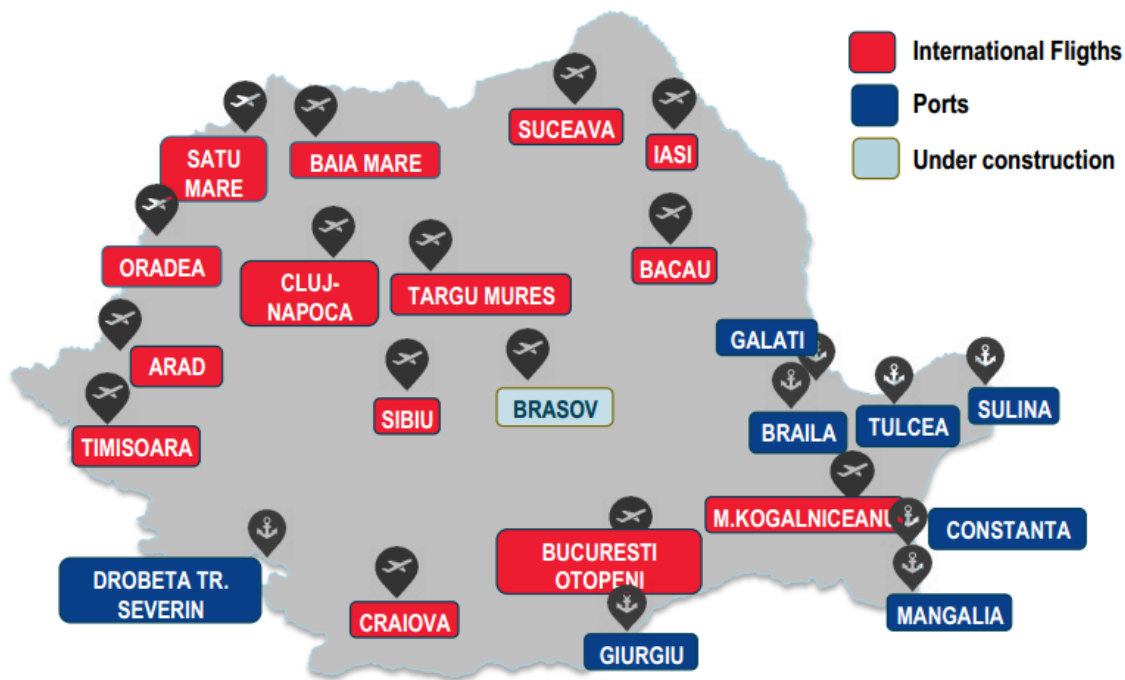 International Fligths
Ports
Under construction
SUCEAVA
IASI
SATU
MARE
BAIA MARE
ORADEA
CLUJ-
NAPOCA
TARGU MURES
BACAU
GALATI
ARAD
SIBIU
BRASOV
BRAILA
TULCEA
SULINA
TIMISOARA
M.KOGALNICEANU
CONSTANTA
BUCURESTI
OTOPENI
DROBETA TR.
SEVERIN
CRAIOVA
GIURGIU
MANGALIA